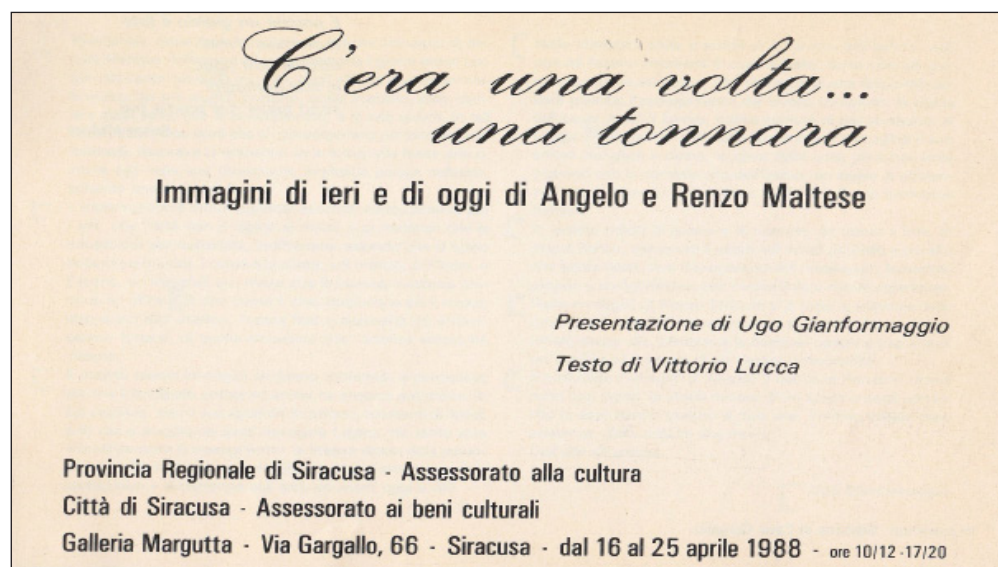 C'era una volta...
una tonnara
Immagini di ieri e di oggi di Angelo e Renzo Maltese
Presentazione di Ugo Gianformaggio
Testo di Vittorio Lucca
Provincia Regionale di Siracusa - Assessorato alla cultura
Città di Siracusa - Assessorato ai beni culturali
Galleria Margutta - Via Gargallo, 66 - Siracusa - dal 16 al 25 aprile 1988 - ore 10/12-17/20